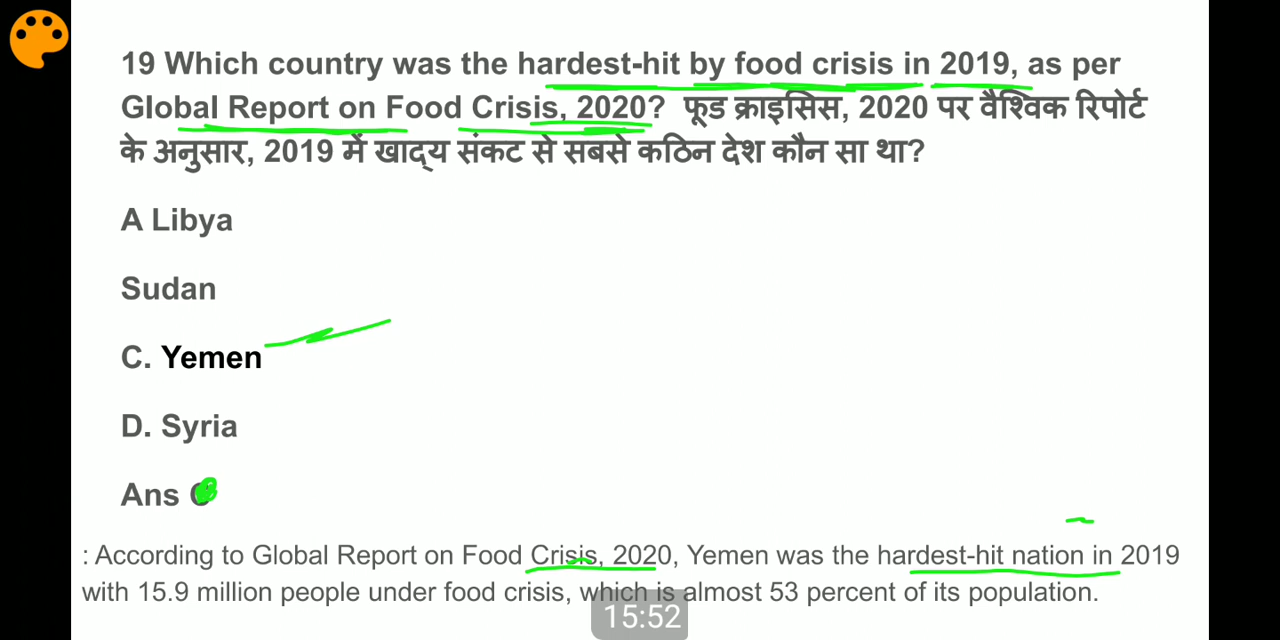 19 Which country was the hardest-hit by food crisis in 2019, as per
Global Report on Food Crisis, 2020? फूड क्राइसिस, 2020 पर वैश्विक रिपोर्ट
के अनुसार, 2019 में खाद्य संकट से सबसे कठिन देश कौन सा था?
A Libya
Sudan
C. Yemen
D. Syria
Ans C
: According to Global Report on Food Crisis, 2020, Yemen was the hardest-hit nation in 2019
with 15.9 million people under food crisis, which is almost 53 percent of its population.
15:52